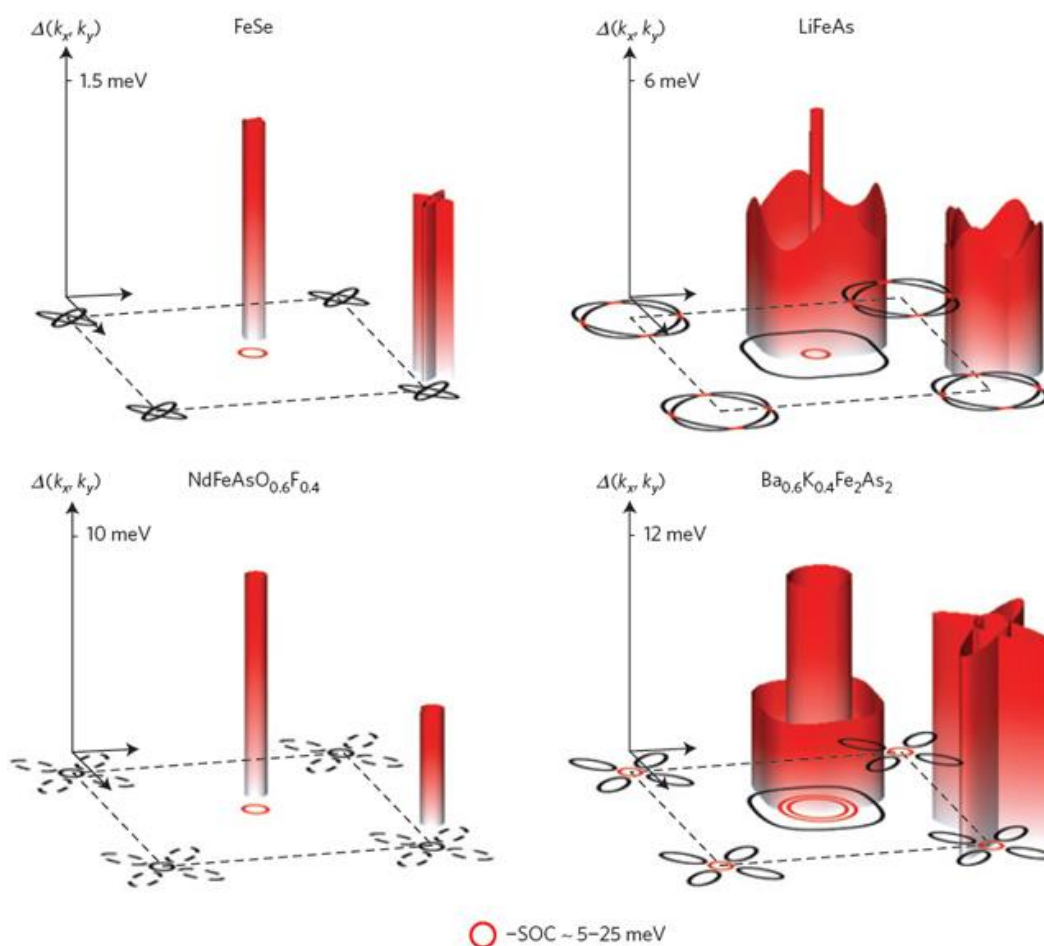 Δ(kx, ky)
FeSe
1.5 meV
Δ(kx, ky)
LiFeAs
6 meV
Δ(kx, ky)
NdFeAsO0.6F0.4
10 meV
Δ(kx, ky)
Ba0.6K0.4Fe2As2
12 meV
–SOC ~ 5–25 meV